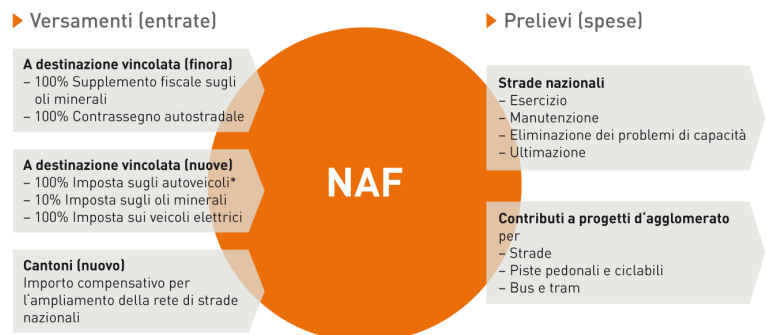 Versamenti (entrate)
A destinazione vincolata (finora)
– 100% Supplemento fiscale sugli
oli minerali
– 100% Contrassegno autostradale
A destinazione vincolata (nuove)
– 100% Imposta sugli autoveicoli*
– 10% Imposta sugli oli minerali
– 100% Imposta sui veicoli elettrici
Cantoni (nuovo)
Importo compensativo per
l'ampliamento della rete di strade
nazionali
NAF
Prelievi (spese)
Strade nazionali
– Esercizio
– Manutenzione
– Eliminazione dei problemi di capacità
– Ultimazione
Contributi a progetti d'agglomerato
per
– Strade
– Piste pedonali e ciclabili
– Bus e tram